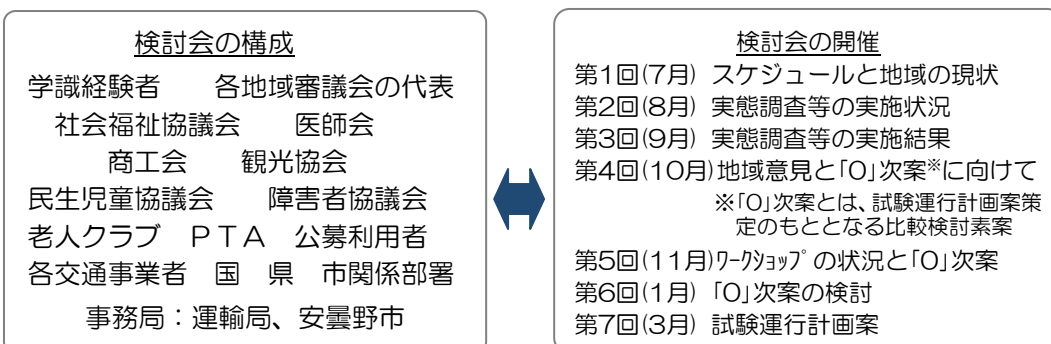 検討会の構成
学識経験者　　各地域審議会の代表
社会福祉協議会　　医師会
商工会　　観光協会
民生児童協議会　　障害者協議会
老人クラブ　ＰＴＡ　公募利用者
各交通事業者　国　県　市関係部署
事務局：運輸局、安曇野市
検討会の開催
第1回(7月) スケジュールと地域の現状
第2回(8月) 実態調査等の実施状況
第3回(9月) 実態調査等の実施結果
第4回(10月)地域意見と「0」次案※に向けて
※「0」次案とは、試験運行計画案策
定のもととなる比較検討素案
第5回(11月)ﾜｰｸｼｮｯﾌﾟの状況と「0」次案
第6回(1月) 「0」次案の検討
第7回(3月) 試験運行計画案